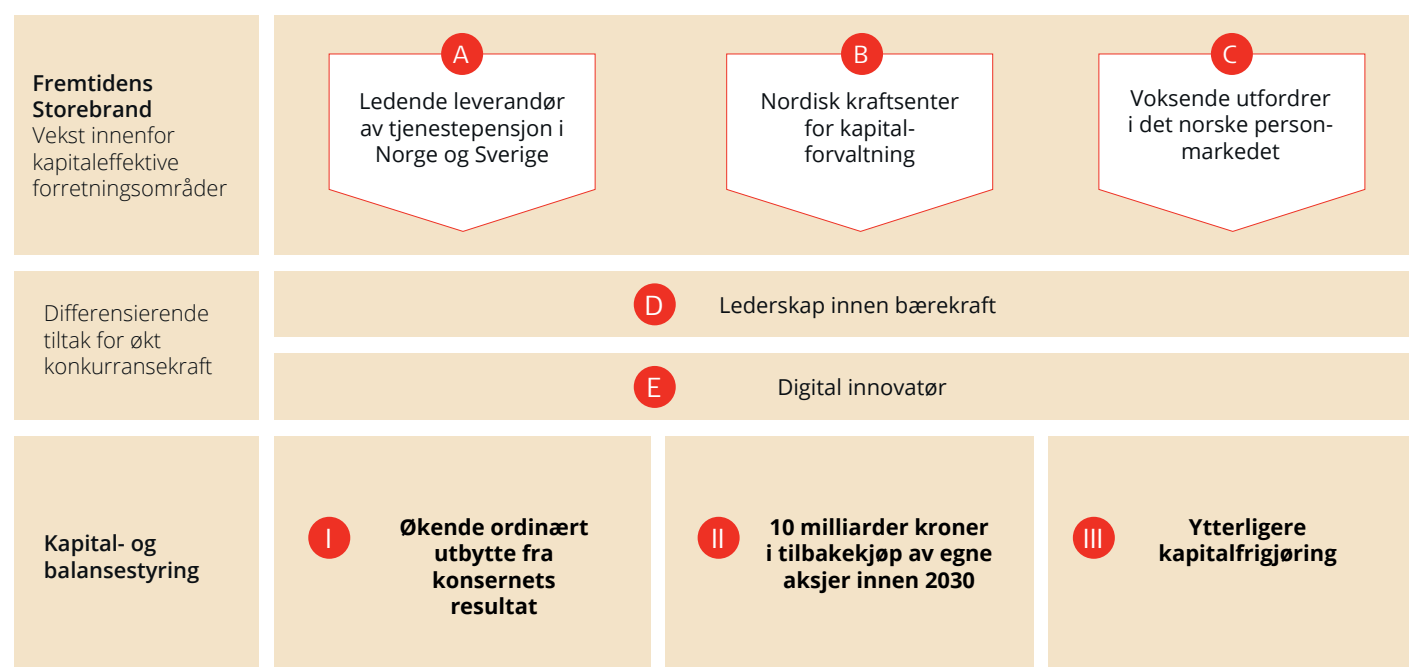 Fremtidens
Storebrand
Vekst innenfor
kapitaleffektive
forretningsområder
A
Ledende leverandør
av tjenestepensjon i
Norge og Sverige
B
Nordisk kraftsenter
for kapital-
forvaltning
C
Voksende utfordrer
i det norske person-
markedet
Differensierende
tiltak for økt
konkurransekraft
D
Lederskap innen bærekraft
E
Digital innovatør
Kapital- og
balansestyring
I
Økende ordinært
utbytte fra
konsernets
resultat
II
10 milliarder kroner
i tilbakekjøp av egne
aksjer innen 2030
III
Ytterligere
kapitalfrigjøring